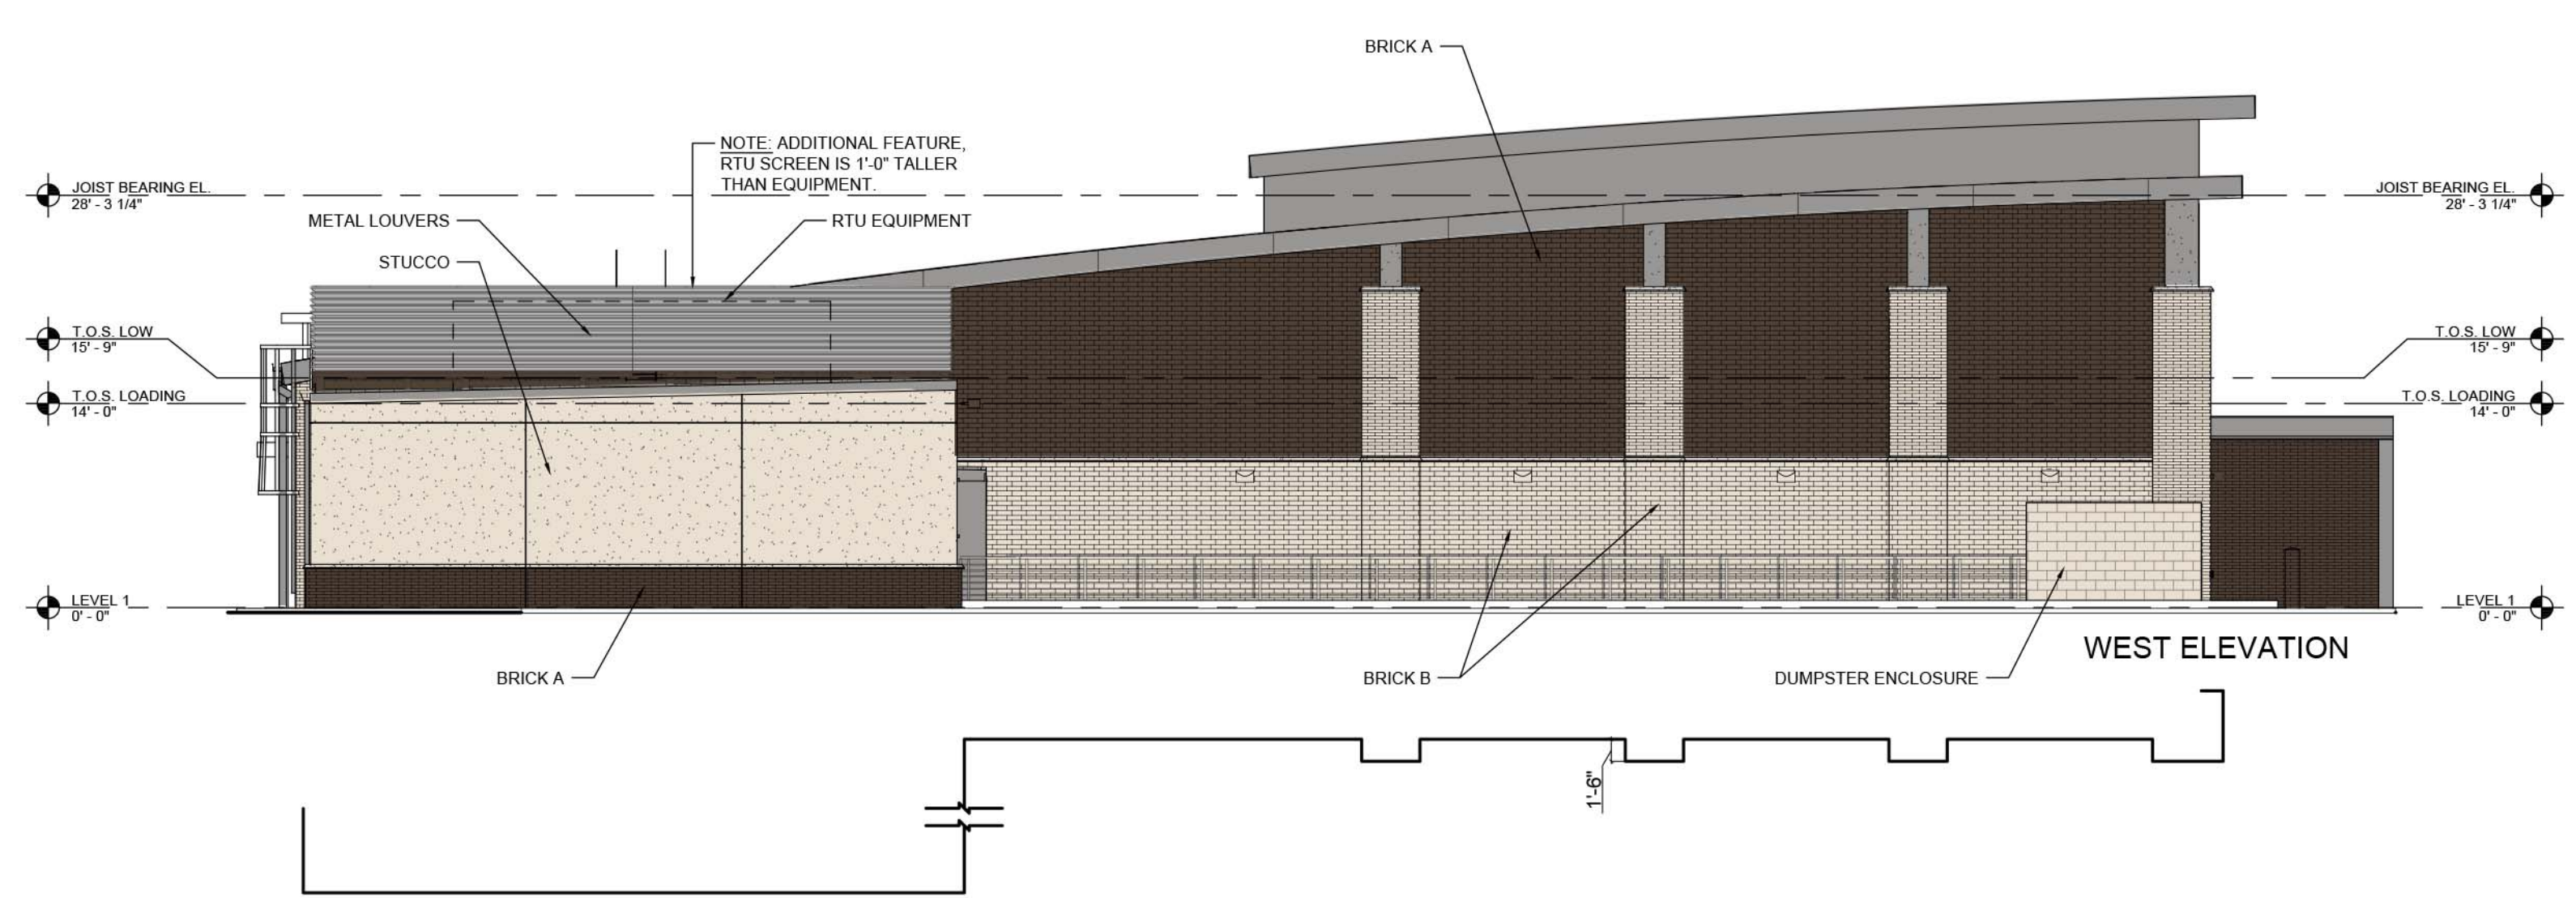 BRICK A
NOTE: ADDITIONAL FEATURE,
RTU SCREEN IS 1'-0" TALLER
THAN EQUIPMENT.
JOIST BEARING EL.
28' - 3 1/4"
JOIST BEARING EL.
28' - 3 1/4"
METAL LOUVERS
RTU EQUIPMENT
STUCCO
T.O.S. LOW
15' - 9"
T.O.S. LOW
15' - 9"
T.O.S. LOADING
14' - 0"
T.O.S. LOADING
14' - 0"
LEVEL 1
0' - 0"
LEVEL 1
0' - 0"
WEST ELEVATION
BRICK A
BRICK B
DUMPSTER ENCLOSURE
1'-6"